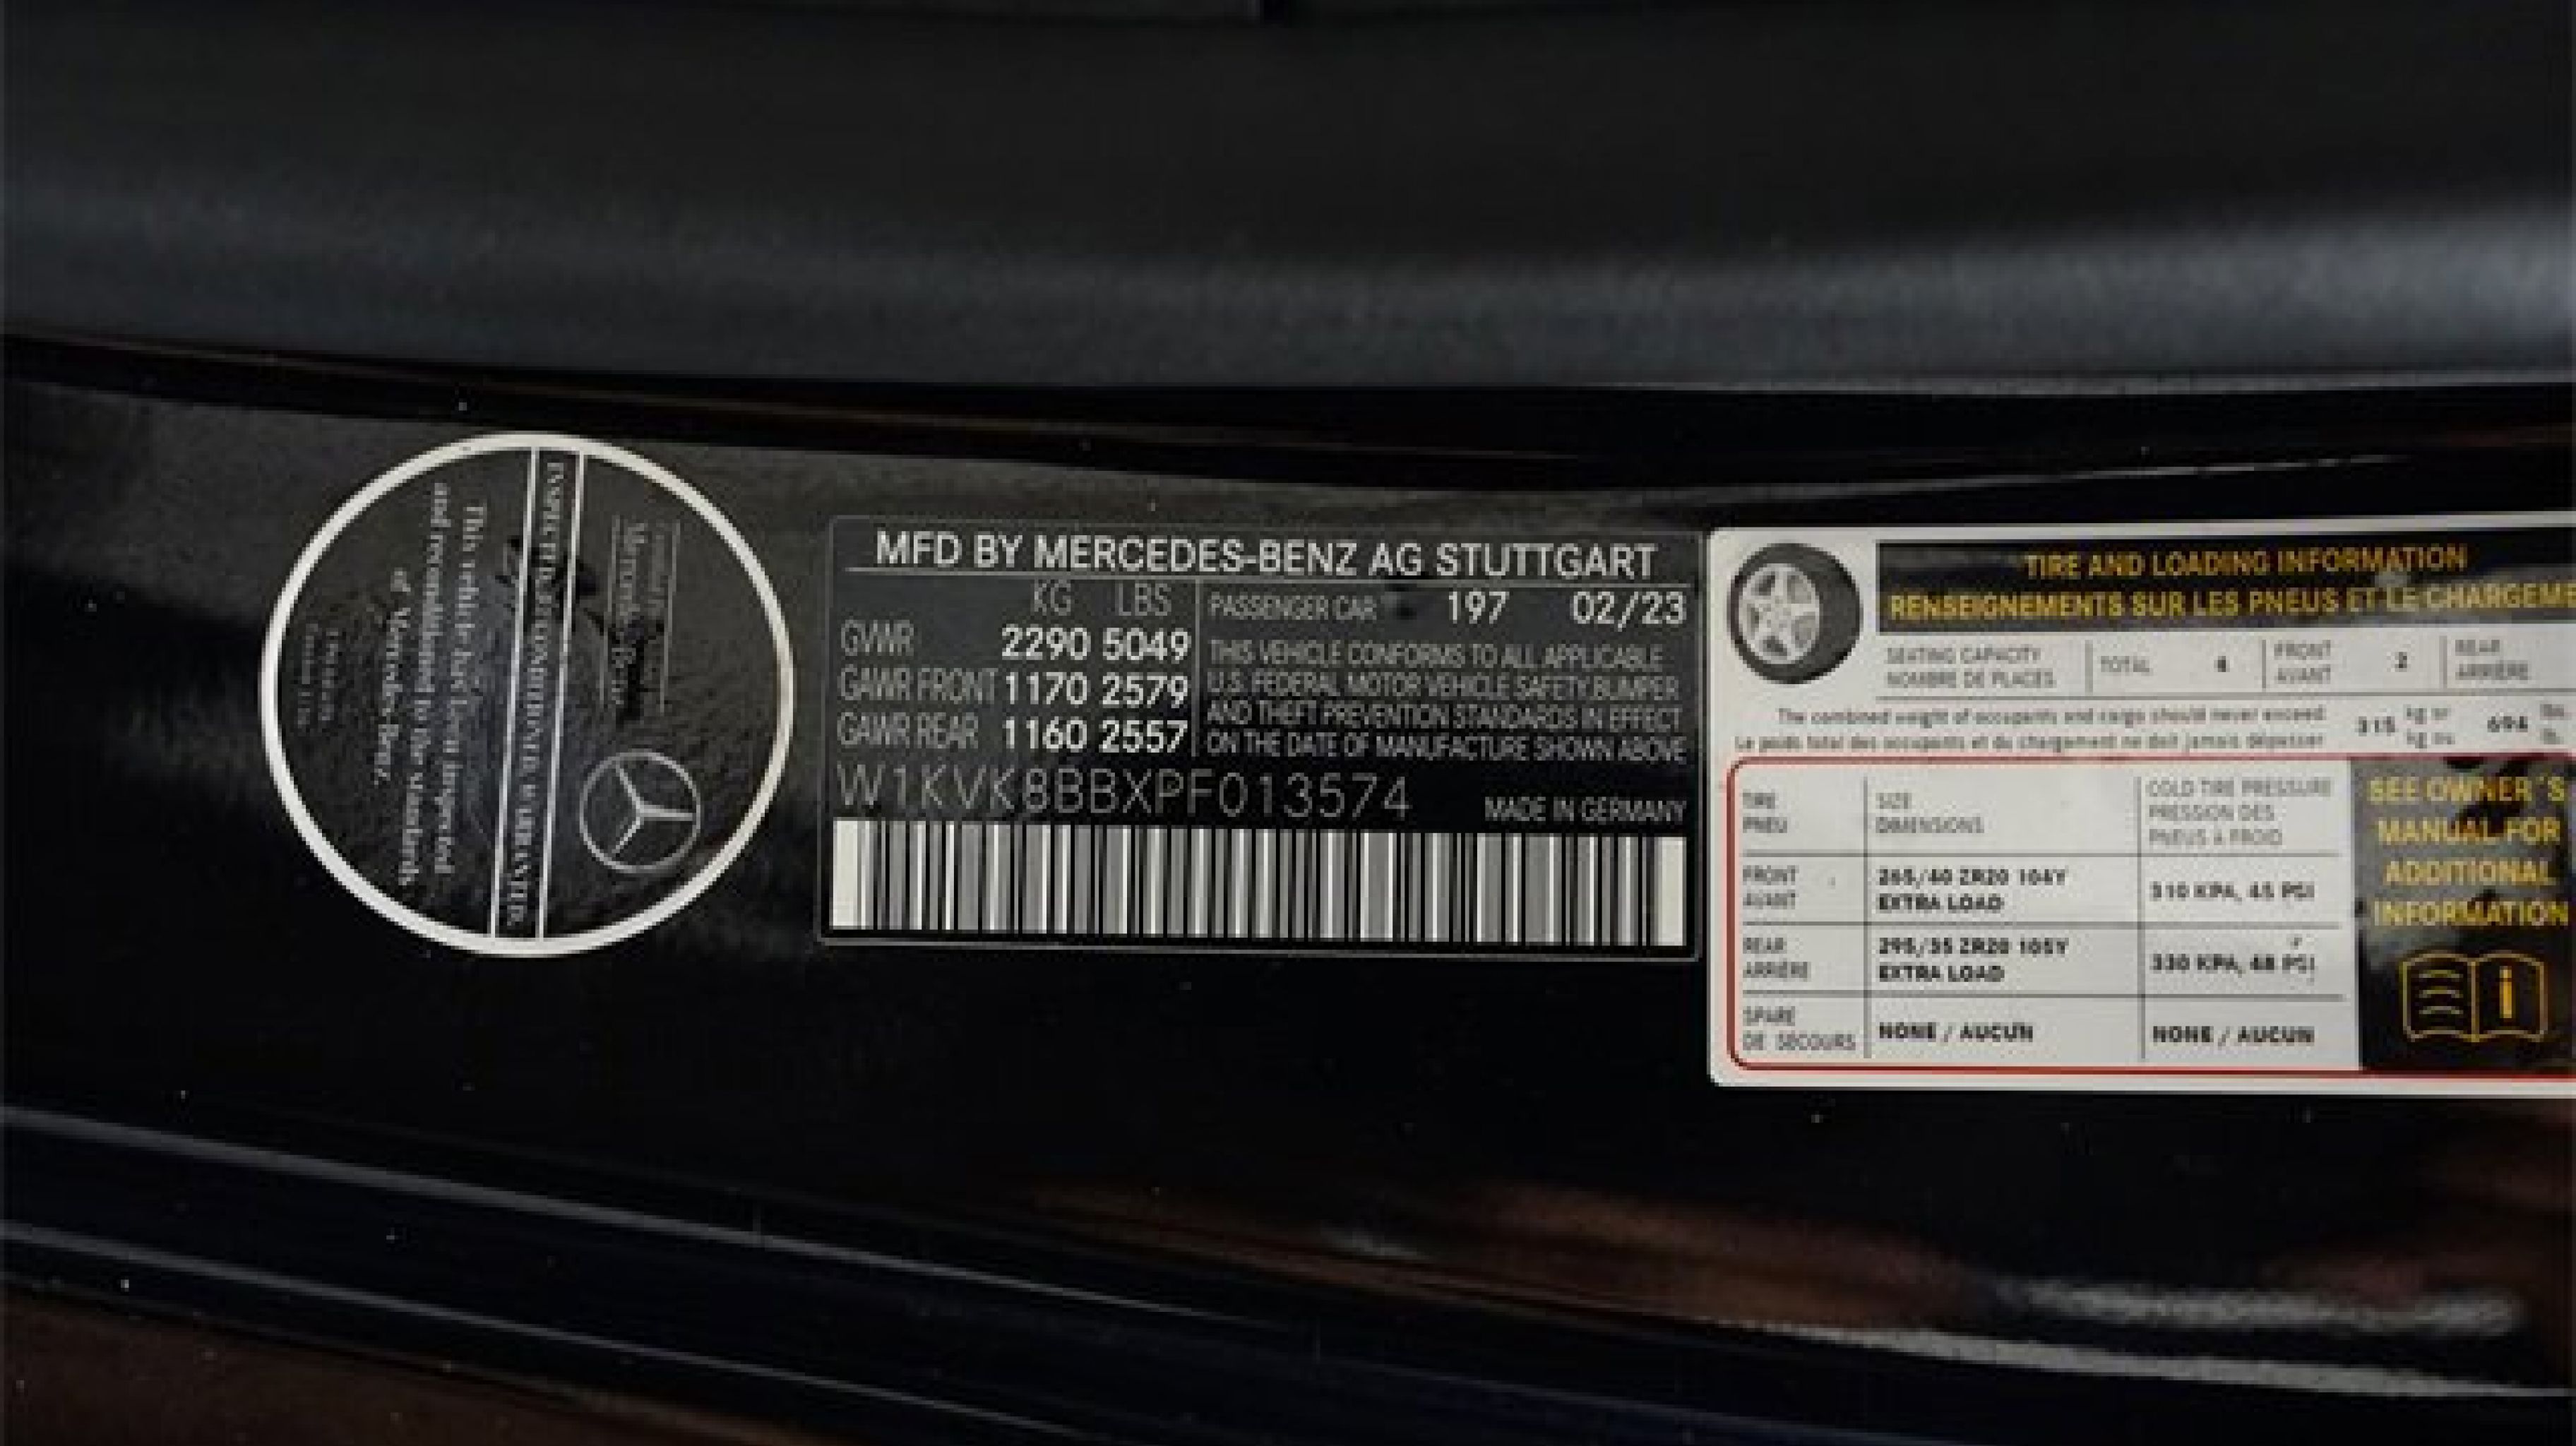 Mercedes-Benz
This vehicle has been inspected
and reconditioned to the standards
of Mercedes-Benz.
MFD BY MERCEDES-BENZ AG STUTTGART
KG LBS
GVWR 2290 5049
GAWR FRONT 1170 2579
GAWR REAR 1160 2557
PASSENGER CAR 197 02/23
THIS VEHICLE CONFORMS TO ALL APPLICABLE
U.S. FEDERAL MOTOR VEHICLE SAFETY,BUMPER
AND THEFT PREVENTION STANDARDS IN EFFECT
ON THE DATE OF MANUFACTURE SHOWN ABOVE
W1KVK8BBXPF013574
MADE IN GERMANY
TIRE AND LOADING INFORMATION
RENSEIGNEMENTS SUR LES PNEUS ET LE CHARGEM
SEATING CAPACITY
NOMBRE DE PLACES
TOTAL 4
FRONT
AVANT
2
REAR
ARRIÈRE
The combined weight of occupants and cargo should never exceed
Le poids total des occupants et du chargement ne doit jamais dépasser
315 kg or
kg ou
694 lbs
lb.
TIRE
PNEU
SIZE
DIMENSIONS
COLD TIRE PRESSURE
PRESSION DES
PNEUS A FROID
FRONT
AVANT
265/40 ZR20 104Y
EXTRA LOAD
310 KPA, 45 PSI
REAR
ARRIÈRE
295/35 ZR20 105Y
EXTRA LOAD
330 KPA, 48 PSI
SPARE
DE SECOURS
NONE / AUCUN
NONE / AUCUN
SEE OWNER´S
MANUAL FOR
ADDITIONAL
INFORMATION